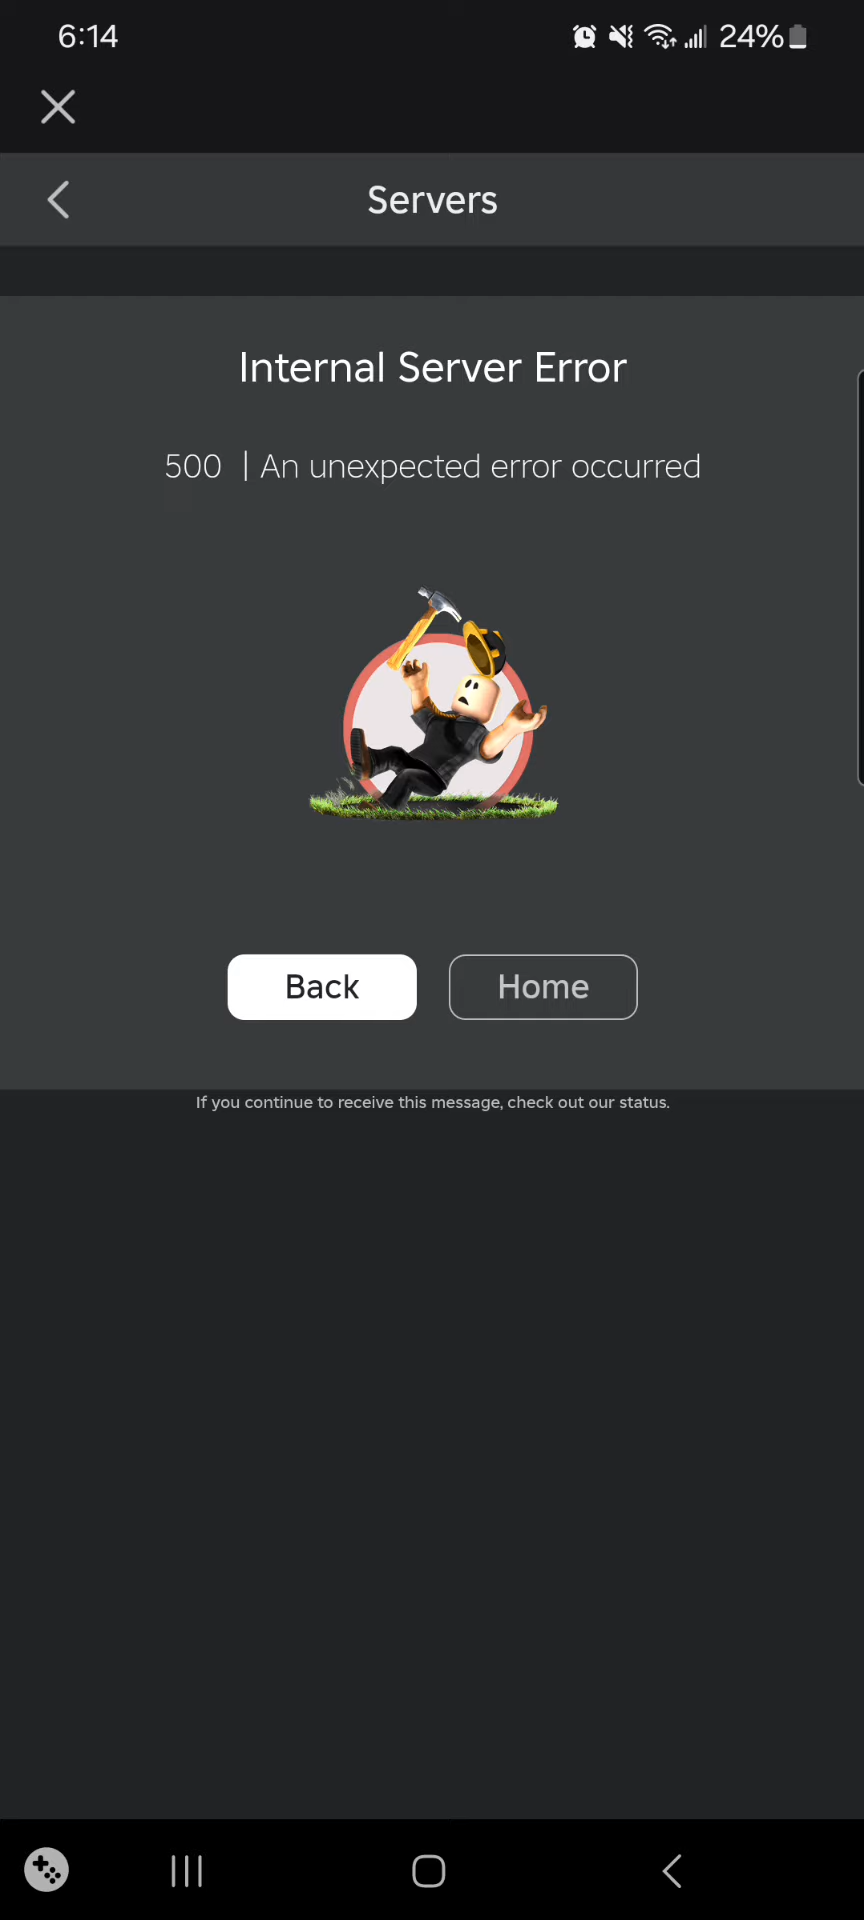 6:14
24%
Servers
Internal Server Error
500 | An unexpected error occurred
Back
Home
If you continue to receive this message, check out our status.